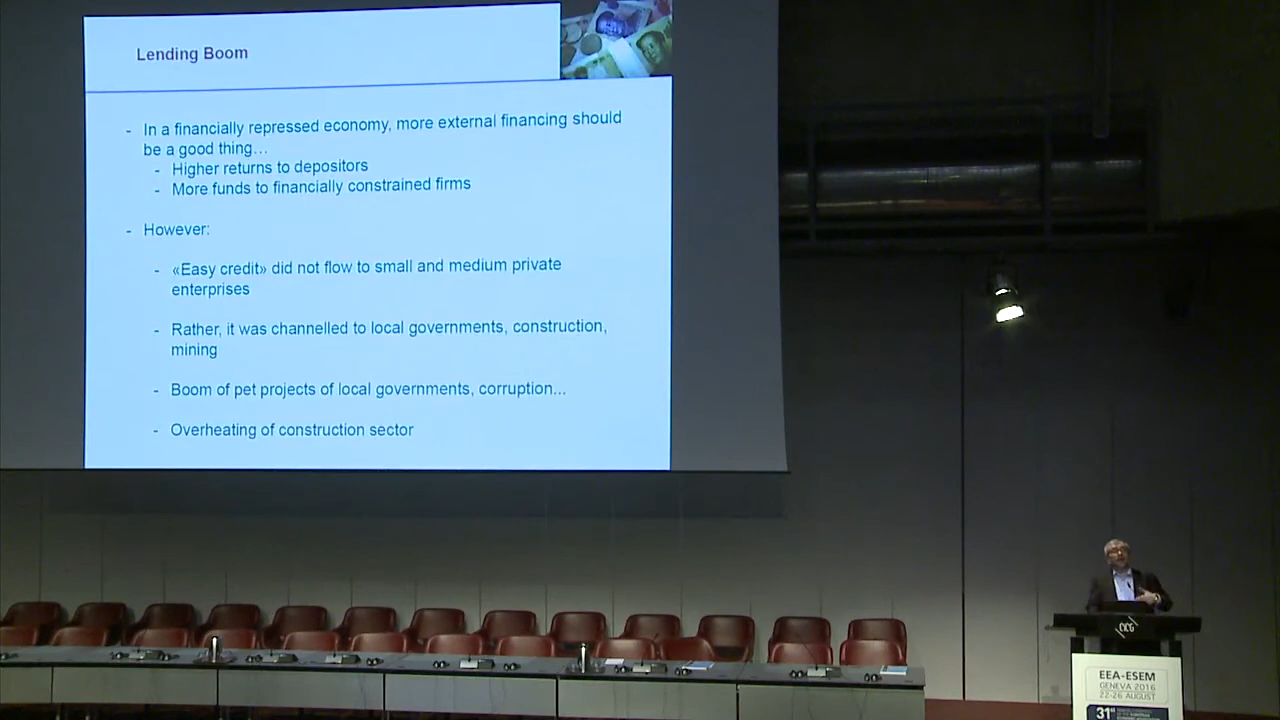 Lending Boom
- In a financially repressed economy, more external financing should
be a good thing...
- Higher returns to depositors
- More funds to financially constrained firms
- However:
- «Easy credit» did not flow to small and medium private
enterprises
- Rather, it was channelled to local governments, construction,
mining
- Boom of pet projects of local governments, corruption...
- Overheating of construction sector
CICG
EEA-ESEM
GENEVA 2016
22-26 AUGUST
31st